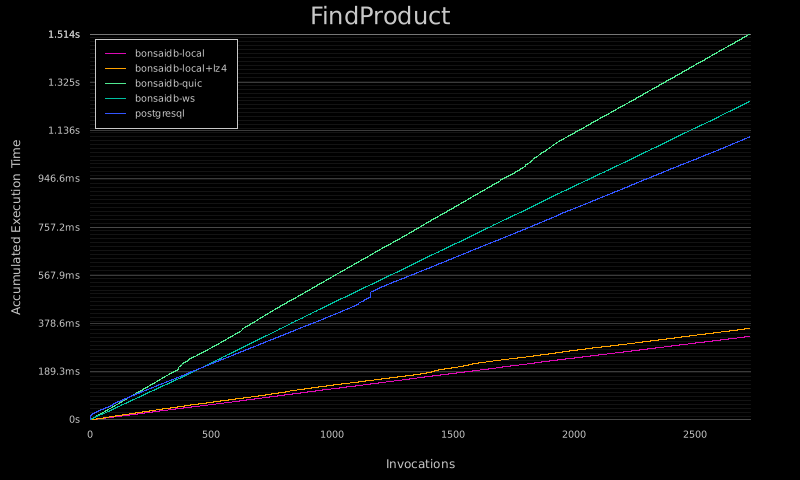 FindProduct
1.514s
1.325s
1.136s
946.6ms
757.2ms
567.9ms
378.6ms
189.3ms
0s
bonsaidb-local
bonsaidb-local+lz4
bonsaidb-quic
bonsaidb-ws
postgresql
Accumulated Execution Time
0 500 1000 1500 2000 2500
Invocations